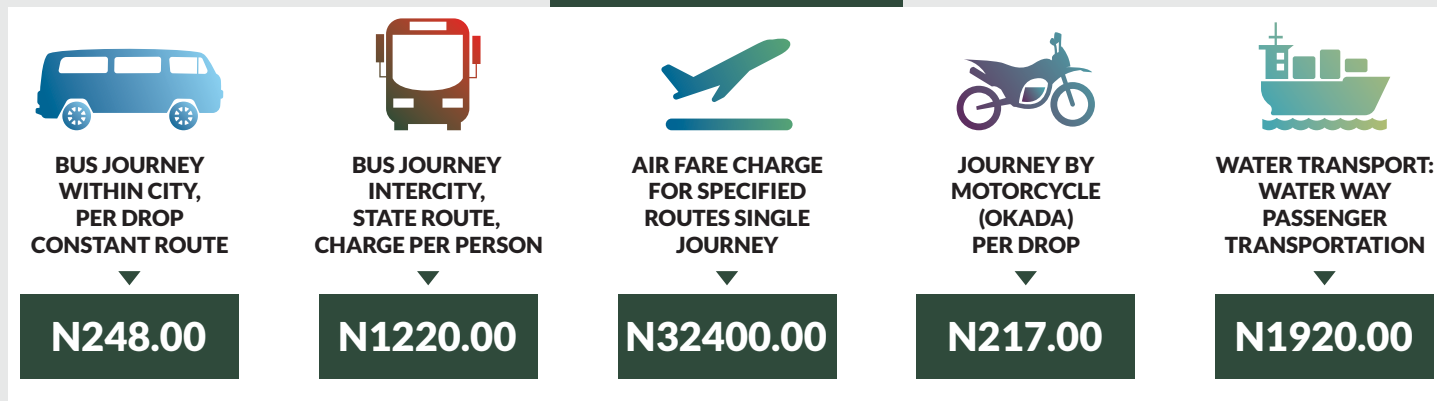 BUS JOURNEY
WITHIN CITY,
PER DROP
CONSTANT ROUTE
N248.00
BUS JOURNEY
INTERCITY,
STATE ROUTE,
CHARGE PER PERSON
N1220.00
AIR FARE CHARGE
FOR SPECIFIED
ROUTES SINGLE
JOURNEY
N32400.00
JOURNEY BY
MOTORCYCLE
(OKADA)
PER DROP
N217.00
WATER TRANSPORT:
WATER WAY
PASSENGER
TRANSPORTATION
N1920.00